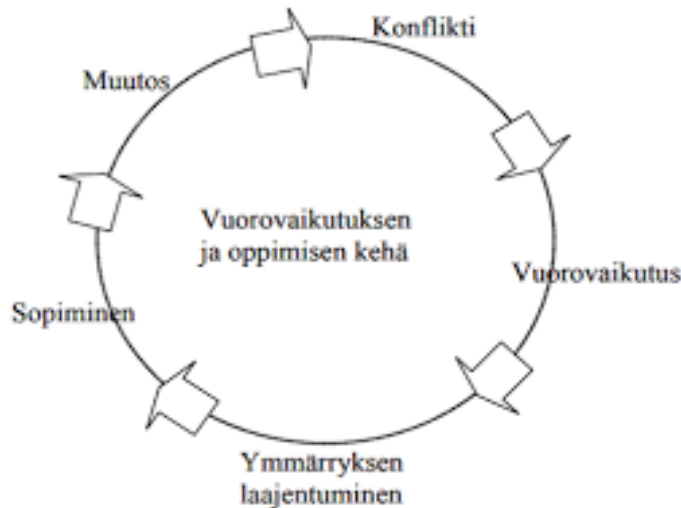 Konflikti
Muutos
Vuorovaikutuksen
ja oppimisen kehä
Vuorovaikutus
Sopiminen
Ymmärryksen
laajentuminen